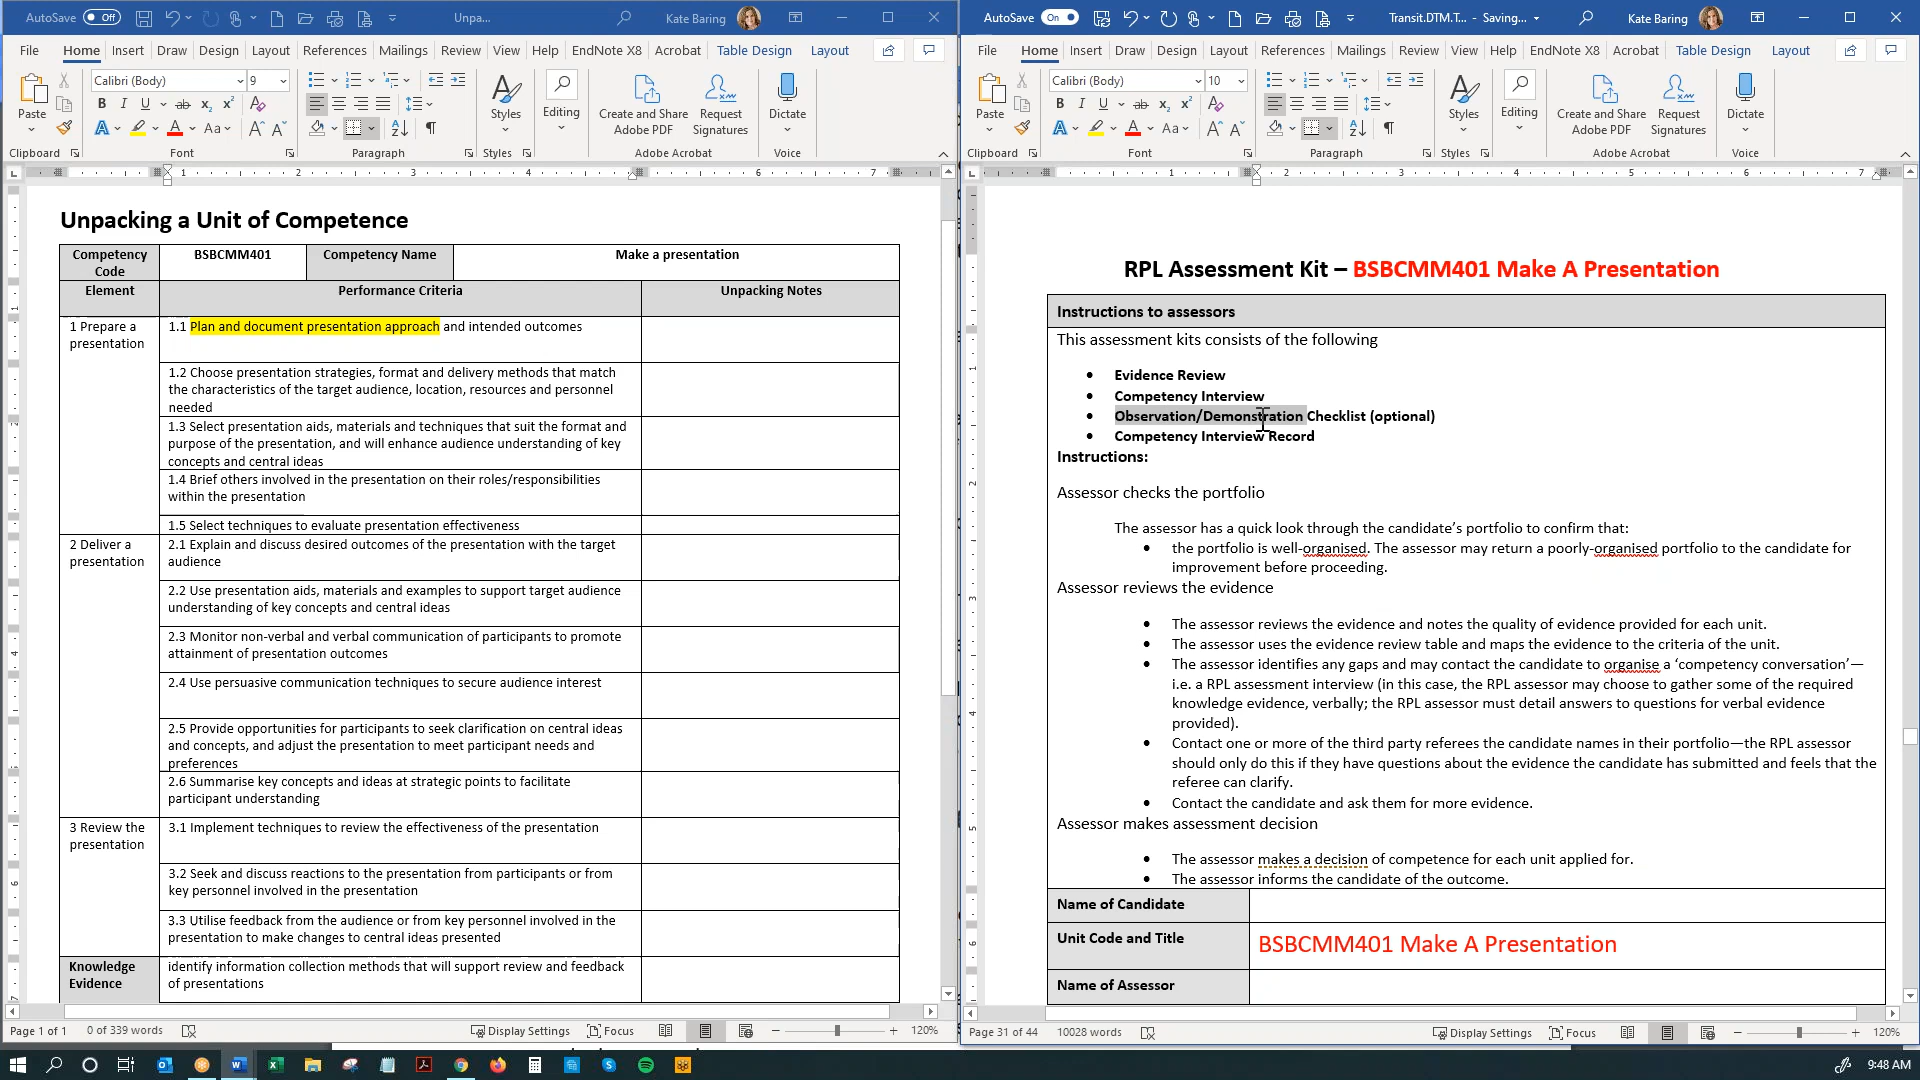 AutoSave Off Unpa... Kate Baring
File Home Insert Draw Design Layout References Mailings Review View Help EndNote X8 Acrobat Table Design Layout
Calibri (Body) 9
Paste Styles Editing Create and Share Adobe PDF Request Signatures Dictate
Clipboard Font Paragraph Styles Adobe Acrobat Voice
Unpacking a Unit of Competence
Competency Code BSBCMM401 Competency Name Make a presentation
Element Performance Criteria Unpacking Notes
1 Prepare a presentation
1.1 Plan and document presentation approach and intended outcomes
1.2 Choose presentation strategies, format and delivery methods that match
the characteristics of the target audience, location, resources and personnel
needed
1.3 Select presentation aids, materials and techniques that suit the format and
purpose of the presentation, and will enhance audience understanding of key
concepts and central ideas
1.4 Brief others involved in the presentation on their roles/responsibilities
within the presentation
1.5 Select techniques to evaluate presentation effectiveness
2 Deliver a presentation
2.1 Explain and discuss desired outcomes of the presentation with the target
audience
2.2 Use presentation aids, materials and examples to support target audience
understanding of key concepts and central ideas
2.3 Monitor non-verbal and verbal communication of participants to promote
attainment of presentation outcomes
2.4 Use persuasive communication techniques to secure audience interest
2.5 Provide opportunities for participants to seek clarification on central ideas
and concepts, and adjust the presentation to meet participant needs and
preferences
2.6 Summarise key concepts and ideas at strategic points to facilitate
participant understanding
3 Review the presentation
3.1 Implement techniques to review the effectiveness of the presentation
3.2 Seek and discuss reactions to the presentation from participants or from
key personnel involved in the presentation
3.3 Utilise feedback from the audience or from key personnel involved in the
presentation to make changes to central ideas presented
Knowledge Evidence
identify information collection methods that will support review and feedback
of presentations
Page 1 of 1 0 of 339 words Display Settings Focus 120%
AutoSave On Transit.DTM.T... - Saving... Kate Baring
File Home Insert Draw Design Layout References Mailings Review View Help EndNote X8 Acrobat Table Design Layout
Calibri (Body) 10
Paste Styles Editing Create and Share Adobe PDF Request Signatures Dictate
Clipboard Font Paragraph Styles Adobe Acrobat Voice
RPL Assessment Kit – BSBCMM401 Make A Presentation
Instructions to assessors
This assessment kits consists of the following
• Evidence Review
• Competency Interview
• Observation/Demonstration Checklist (optional)
• Competency Interview Record
Instructions:
Assessor checks the portfolio
The assessor has a quick look through the candidate's portfolio to confirm that:
• the portfolio is well-organised. The assessor may return a poorly-organised portfolio to the candidate for
improvement before proceeding.
Assessor reviews the evidence
• The assessor reviews the evidence and notes the quality of evidence provided for each unit.
• The assessor uses the evidence review table and maps the evidence to the criteria of the unit.
• The assessor identifies any gaps and may contact the candidate to organise a ‘competency conversation’—
i.e. a RPL assessment interview (in this case, the RPL assessor may choose to gather some of the required
knowledge evidence, verbally; the RPL assessor must detail answers to questions for verbal evidence
provided).
• Contact one or more of the third party referees the candidate names in their portfolio—the RPL assessor
should only do this if they have questions about the evidence the candidate has submitted and feels that the
referee can clarify.
• Contact the candidate and ask them for more evidence.
Assessor makes assessment decision
• The assessor makes a decision of competence for each unit applied for.
• The assessor informs the candidate of the outcome.
Name of Candidate
Unit Code and Title BSBCMM401 Make A Presentation
Name of Assessor
Page 31 of 44 10028 words Display Settings Focus 120%
9:48 AM